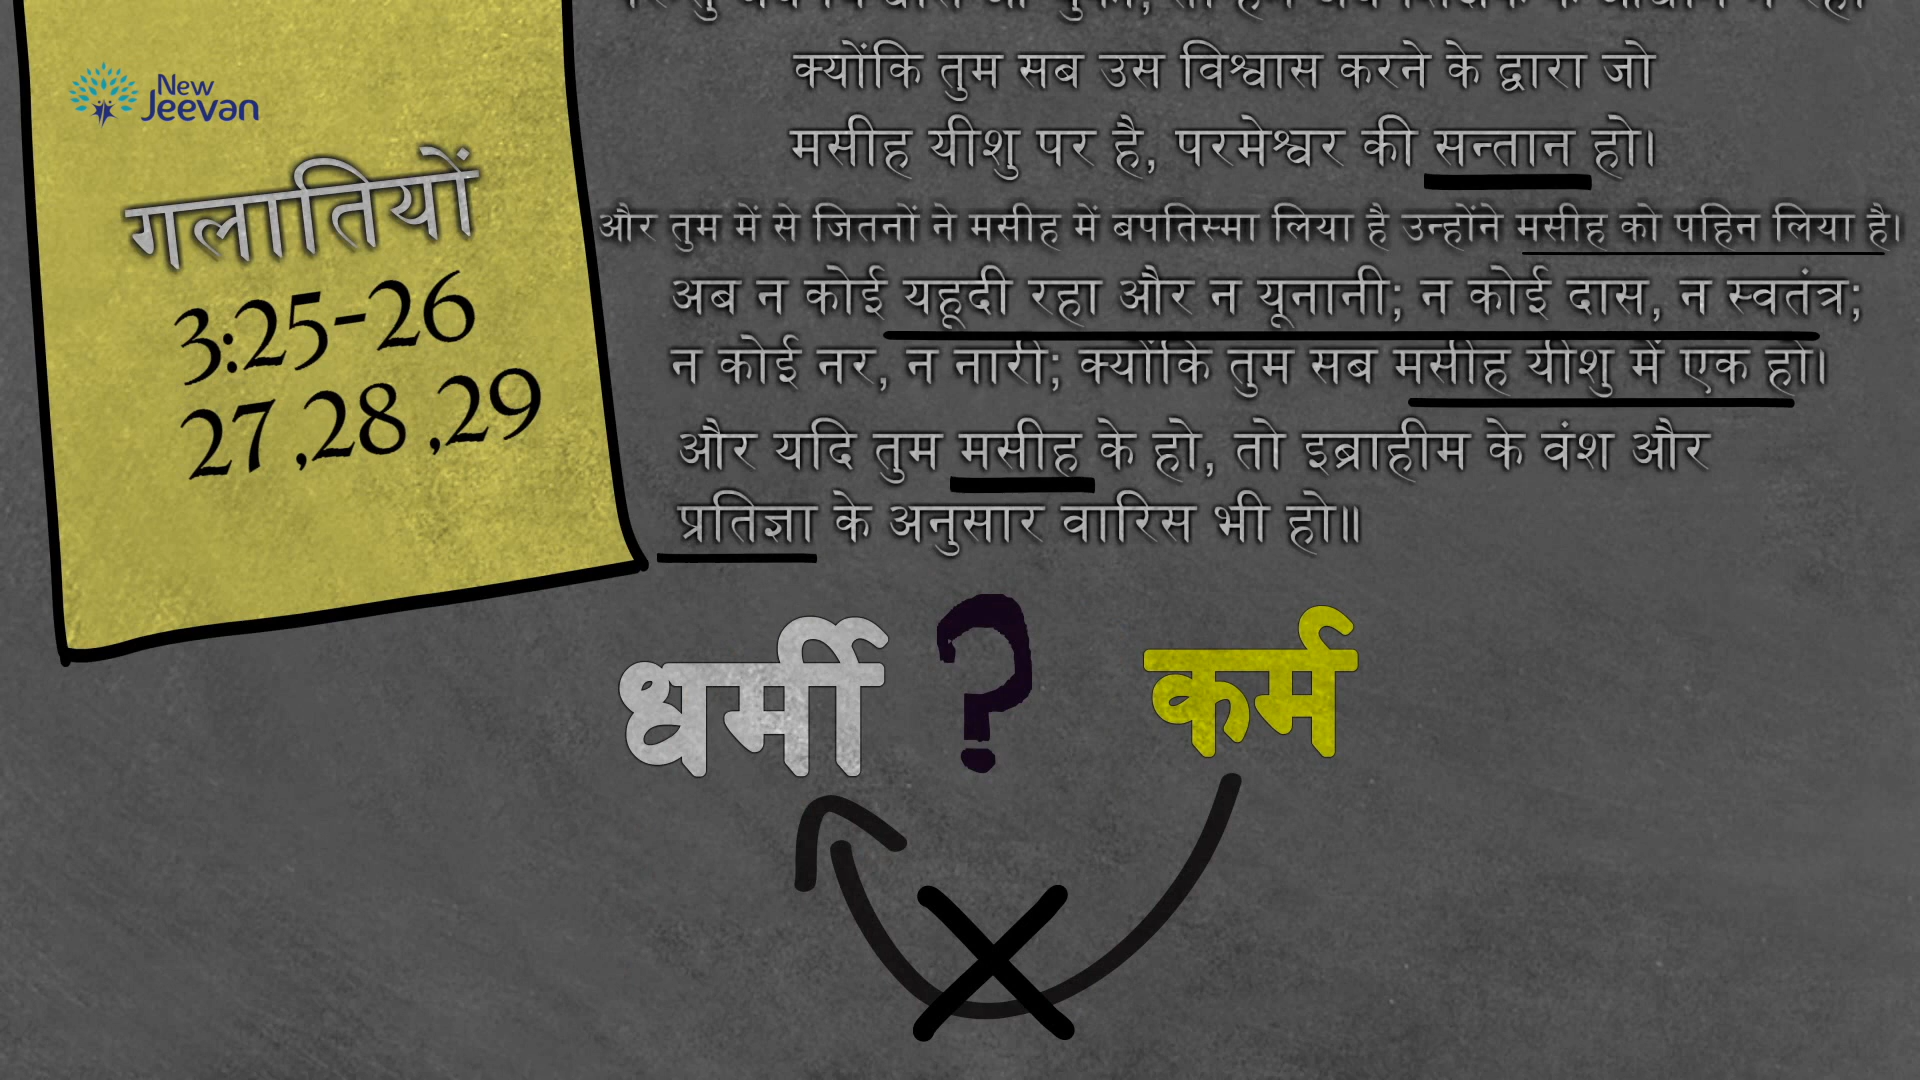 New
Jeevan
गलातियों
3:25-26
27,28,29
क्योंकि तुम सब उस विश्वास करने के द्वारा जो
मसीह यीशु पर है, परमेश्वर की सन्तान हो।
और तुम में से जितनों ने मसीह में बपतिस्मा लिया है उन्होंने मसीह को पहिन लिया है।
अब न कोई यहूदी रहा और न यूनानी; न कोई दास, न स्वतंत्र;
न कोई नर, न नारी; क्योंकि तुम सब मसीह यीशु में एक हो।
और यदि तुम मसीह के हो, तो इब्राहीम के वंश और
प्रतिज्ञा के अनुसार वारिस भी हो॥
धर्मी ? कर्म